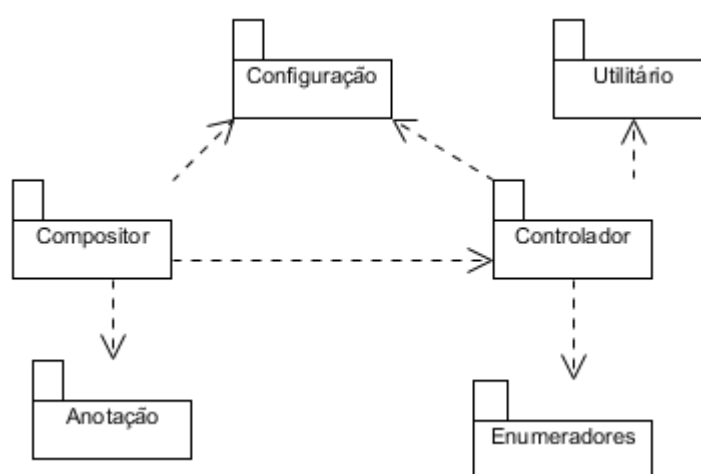 Configuração
Utilitário
Compositor
Controlador
Anotação
Enumeradores